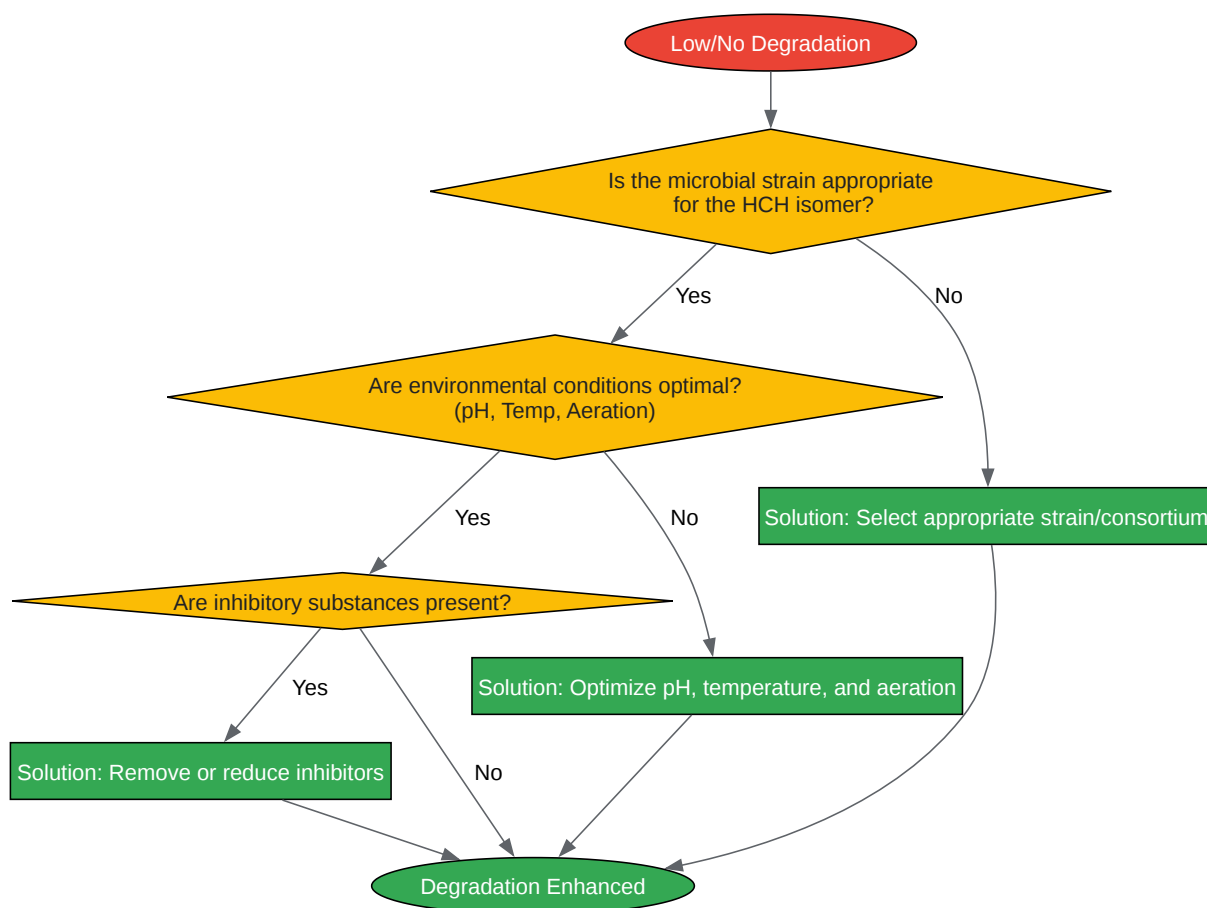 Low/No Degradation
Is the microbial strain appropriate
for the HCH isomer?
Yes
No
Are environmental conditions optimal?
(pH, Temp, Aeration)
Yes
No
Solution: Select appropriate strain/consortium
Are inhibitory substances present?
Yes
Solution: Optimize pH, temperature, and aeration
No
Solution: Remove or reduce inhibitors
Degradation Enhanced